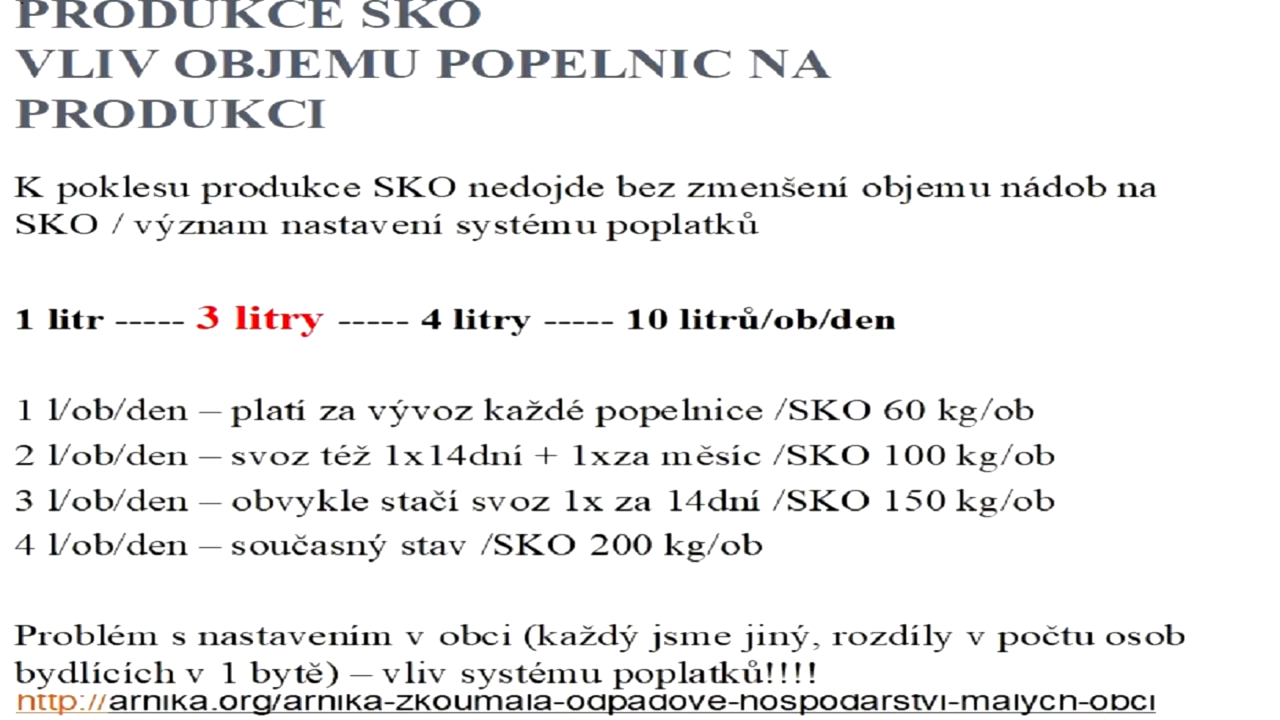 PRODUKCE SKO
VLIV OBJEMU POPELNIC NA
PRODUKCI
K poklesu produkce SKO nedojde bez zmenšení objemu nádob na
SKO / význam nastavení systému poplatků
1 litr ----- 3 litry ----- 4 litry ----- 10 litrů/ob/den
1 l/ob/den – platí za vývoz každé popelnice /SKO 60 kg/ob
2 l/ob/den – svoz též 1x14dní + 1xza měsíc /SKO 100 kg/ob
3 l/ob/den – obvykle stačí svoz 1x za 14dní /SKO 150 kg/ob
4 l/ob/den – současný stav /SKO 200 kg/ob
Problém s nastavením v obci (každý jsme jiný, rozdíly v počtu osob
bydlících v 1 bytě) – vliv systému poplatků!!!!
http://arnika.org/arnika-zkoumala-odpadove-hospodarstvi-malych-obci